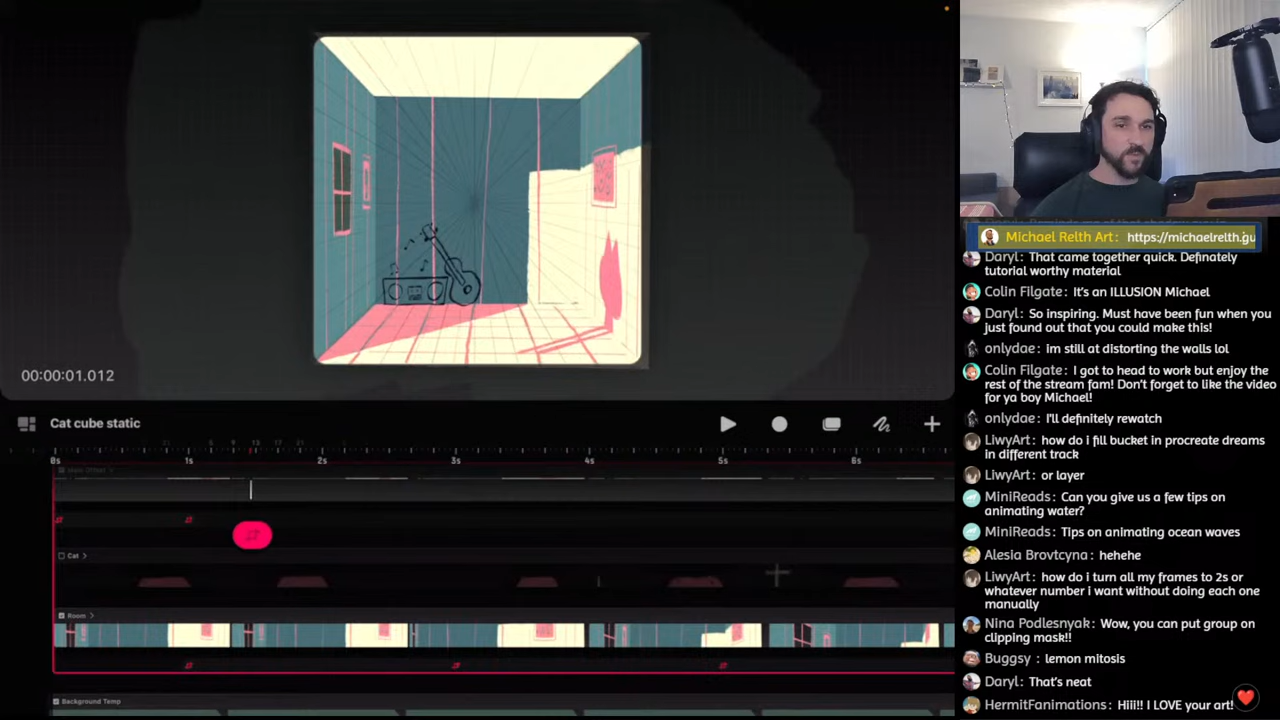 00:00:01.012
Cat cube static
0s 1s 2s 3s 4s 5s 6s
Cat >
Room >
Background Temp
Michael Relth Art: https://michaelrelth.gu
Daryl: That came together quick. Definately
tutorial worthy material
Colin Filgate: It's an ILLUSION Michael
Daryl: So inspiring. Must have been fun when you
just found out that you could make this!
onlydae: im still at distorting the walls lol
Colin Filgate: I got to head to work but enjoy the
rest of the stream fam! Don't forget to like the video
for ya boy Michael!
onlydae: I'll definitely rewatch
LiwyArt: how do i fill bucket in procreate dreams
in different track
LiwyArt: or layer
MiniReads: Can you give us a few tips on
animating water?
MiniReads: Tips on animating ocean waves
Alesia Brovtcyna: hehehe
LiwyArt: how do i turn all my frames to 2s or
whatever number i want without doing each one
manually
Nina Podlesnyak: Wow, you can put group on
clipping mask!!
Buggsy : lemon mitosis
Daryl: That's neat
HermitFanimations: Hiii!! I LOVE your art!